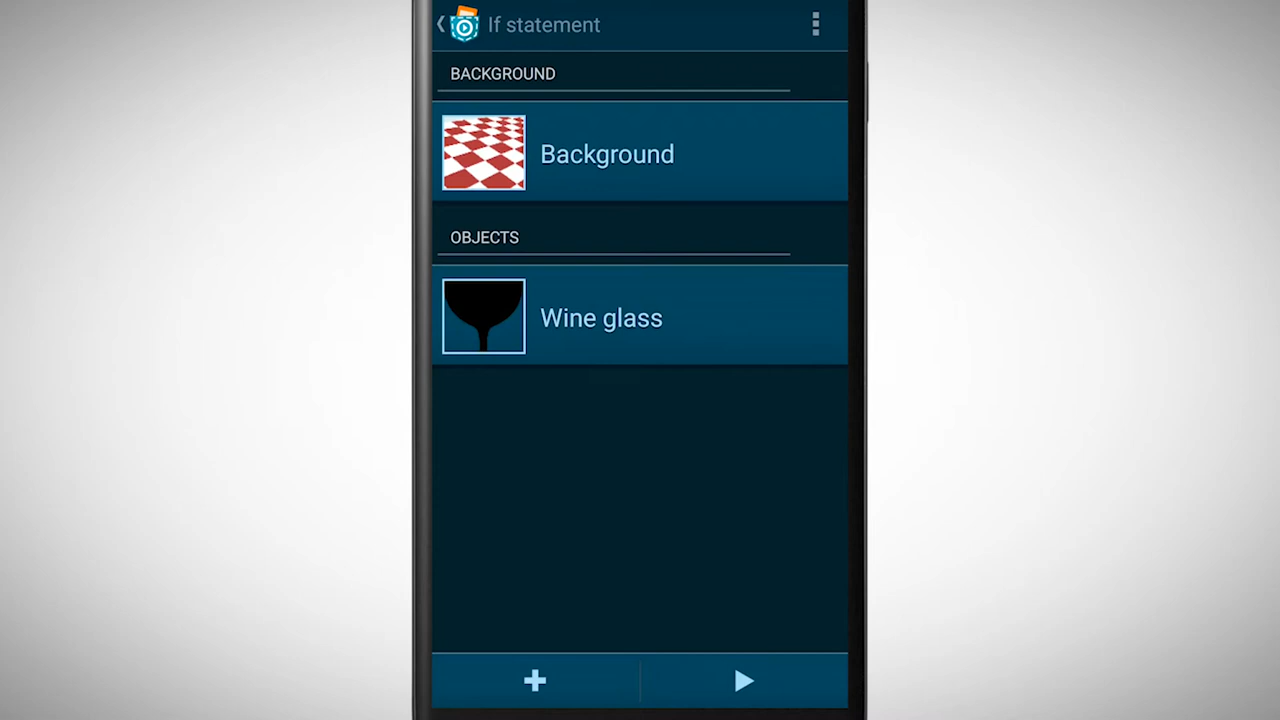 If statement
BACKGROUND
Background
OBJECTS
Wine glass